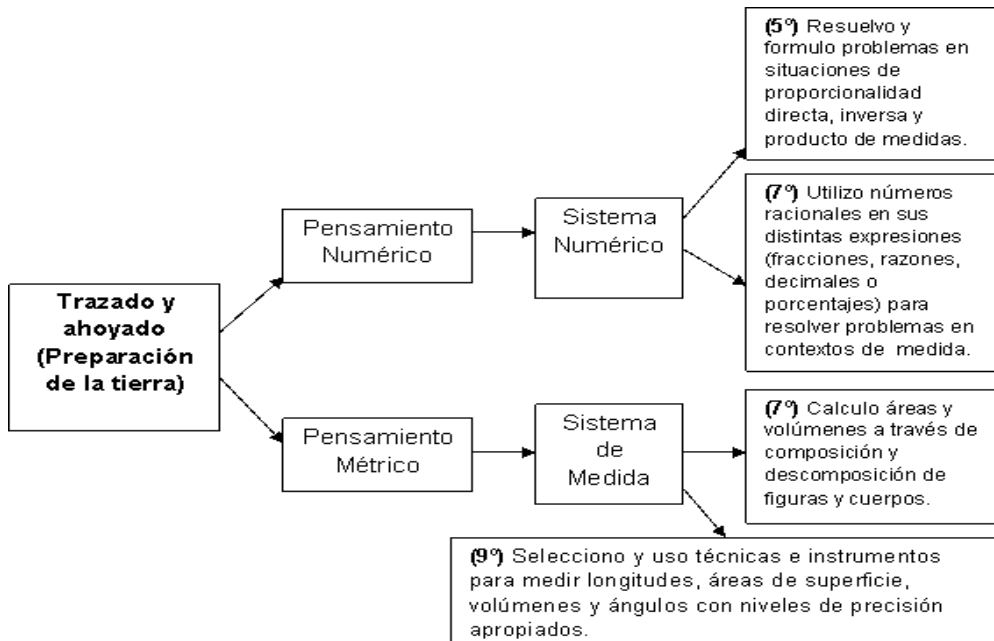 Trazado y
ahoyado
(Preparación
de la tierra)
Pensamiento
Numérico
Sistema
Numérico
(5º) Resuelvo y
formulo problemas en
situaciones de
proporcionalidad
directa, inversa y
producto de medidas.
(7º) Utilizo números
racionales en sus
distintas expresiones
(fracciones, razones,
decimales o
porcentajes) para
resolver problemas en
contextos de medida.
Pensamiento
Métrico
Sistema
de
Medida
(7º) Calculo áreas y
volúmenes a través de
composición y
descomposición de
figuras y cuerpos.
(9º) Selecciono y uso técnicas e instrumentos
para medir longitudes, áreas de superficie,
volúmenes y ángulos con niveles de precisión
apropiados.